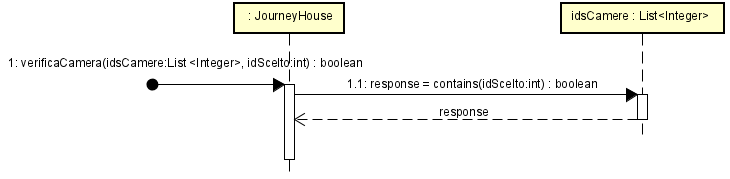 : JourneyHouse
idsCamere : List<Integer>
1: verificaCamera(idsCamere:List <Integer>, idScelto:int) : boolean
1.1: response = contains(idScelto:int) : boolean
response